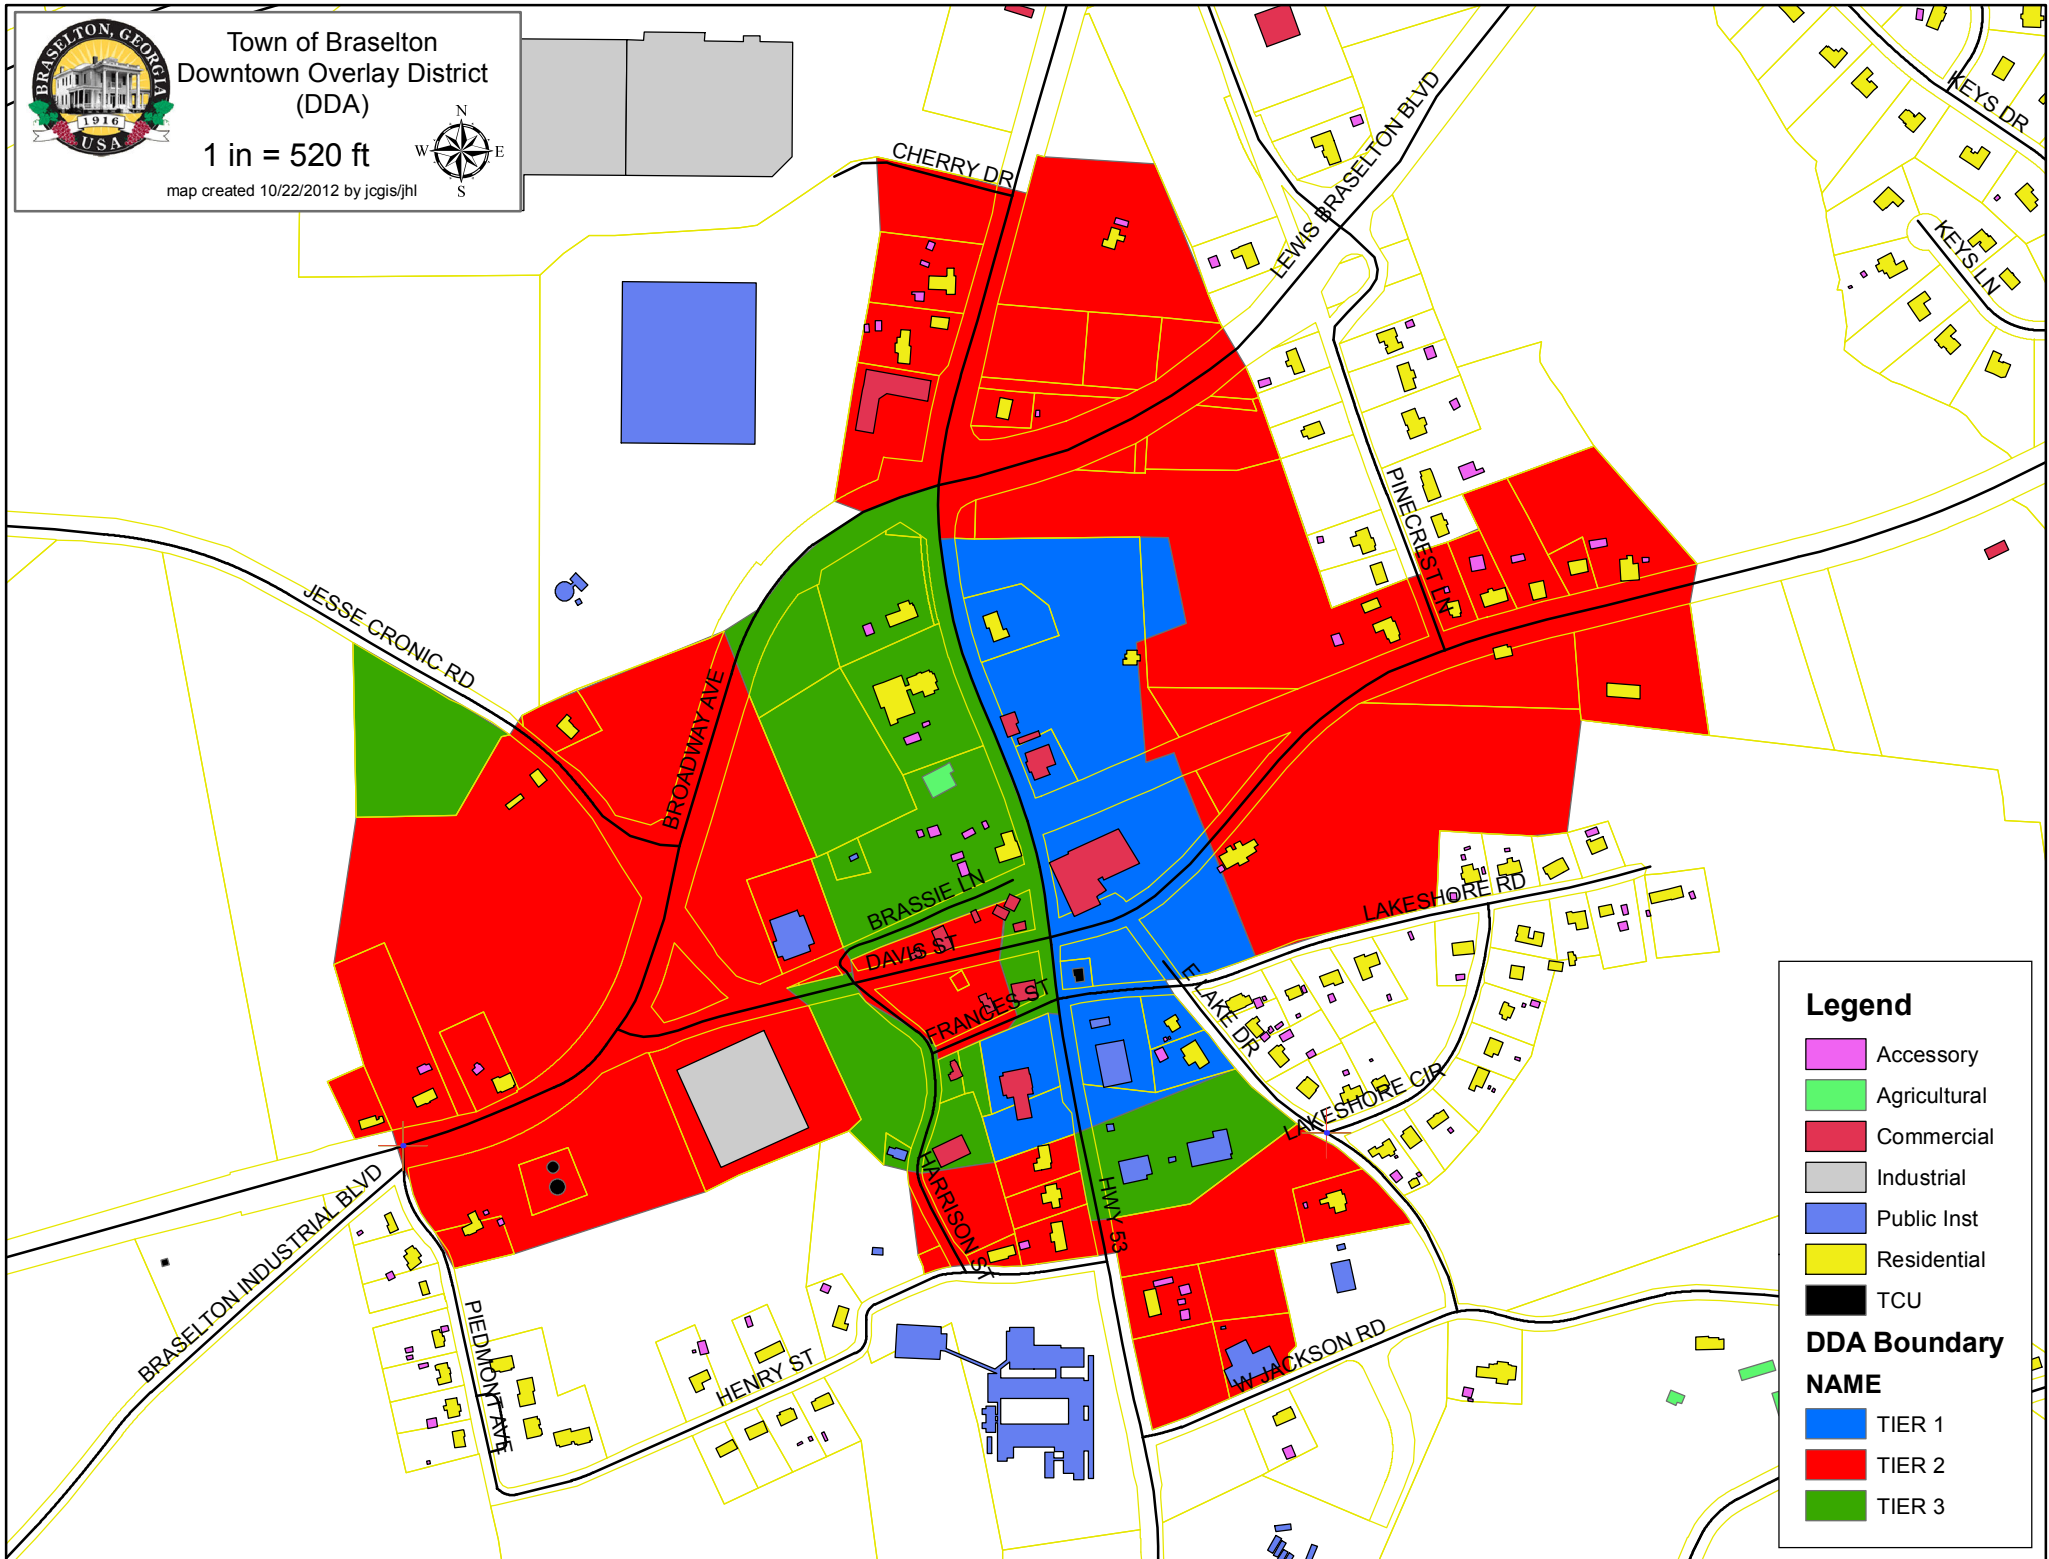 BRASELTON, GEORGIA
1916
USA
Town of Braselton
Downtown Overlay District
(DDA)
1 in = 520 ft
map created 10/22/2012 by jcgis/jhl
N
W
E
S
CHERRY DR
LEWIS BRASELTON BLVD
KEYS DR
KEYS LN
PINECREST LN
JESSE CRONIC RD
BROADWAY AVE
BRASSIE LN
DAVIS ST
FRANCES ST
LAKESHORE RD
E LAKE DR
LAKESHORE CIR
HARRISON ST
HWY 53
BRASELTON INDUSTRIAL BLVD
PIEDMONT AVE
HENRY ST
W JACKSON RD
Legend
Accessory
Agricultural
Commercial
Industrial
Public Inst
Residential
TCU
DDA Boundary
NAME
TIER 1
TIER 2
TIER 3